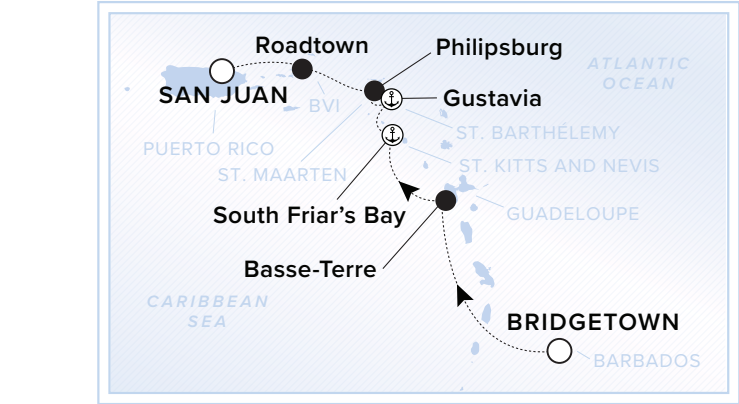 Roadtown
Philipsburg
ATLANTIC
OCEAN
SAN JUAN
BVI
Gustavia
PUERTO RICO
ST. BARTHÉLEMY
ST. MAARTEN
ST. KITTS AND NEVIS
South Friar's Bay
GUADELOUPE
Basse-Terre
CARIBBEAN
SEA
BRIDGETOWN
BARBADOS